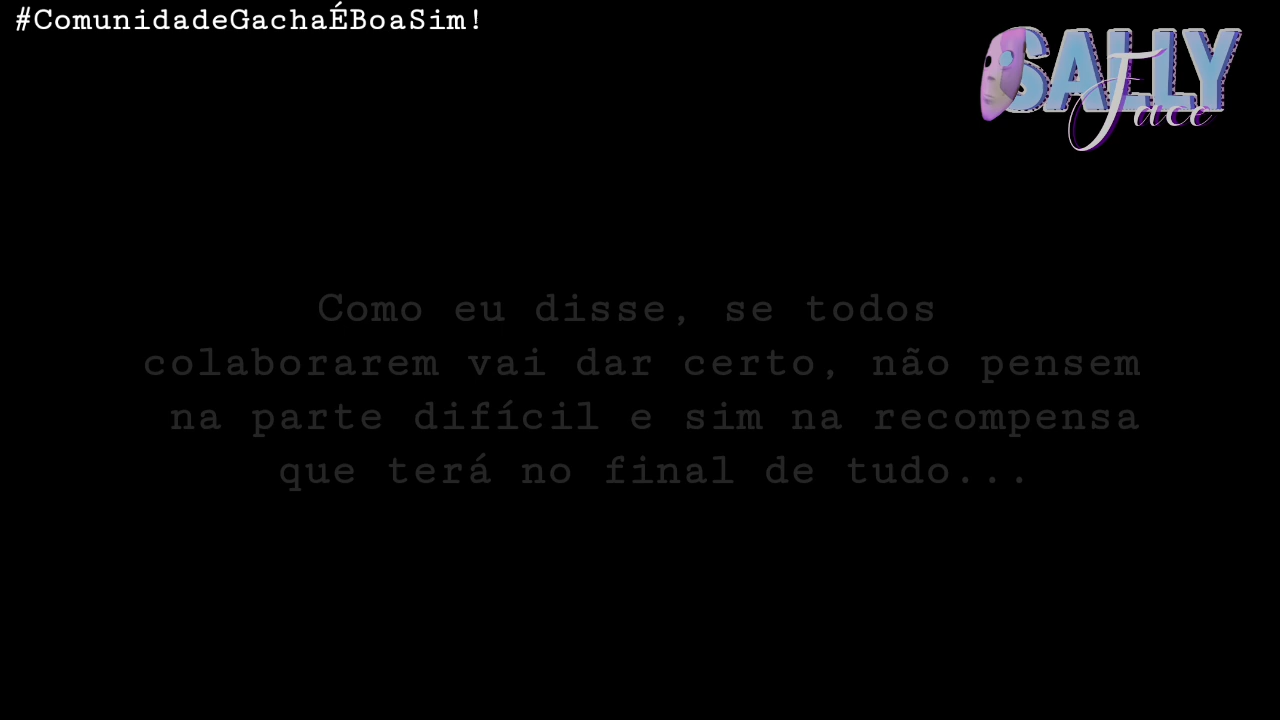 #ComunidadeGachaÉBoaSim!
SALLY
Face
Como eu disse, se todos
colaborarem vai dar certo, não pensem
na parte difícil e sim na recompensa
que terá no final de tudo...